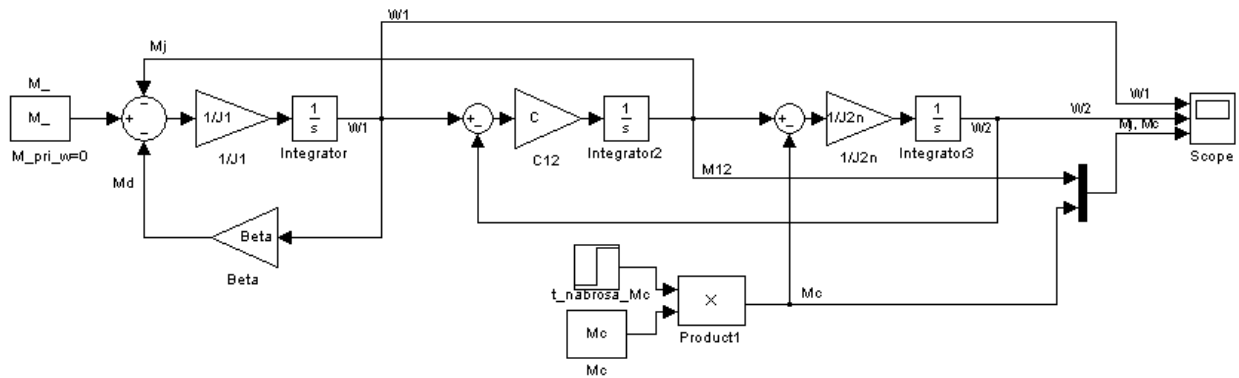 W1
Mj
M_
M_
M_pri_w=0
+
−
−
1/J1
1/J1
1
s
Integrator
W1
+
−
C
C12
1
s
Integrator2
+
−
1/J2n
1/J2n
1
s
Integrator3
W2
W1
W2
Mj, Mc
Scope
M12
Md
Beta
Beta
t_nabrosa_Mc
Mc
Mc
×
Product1
Mc